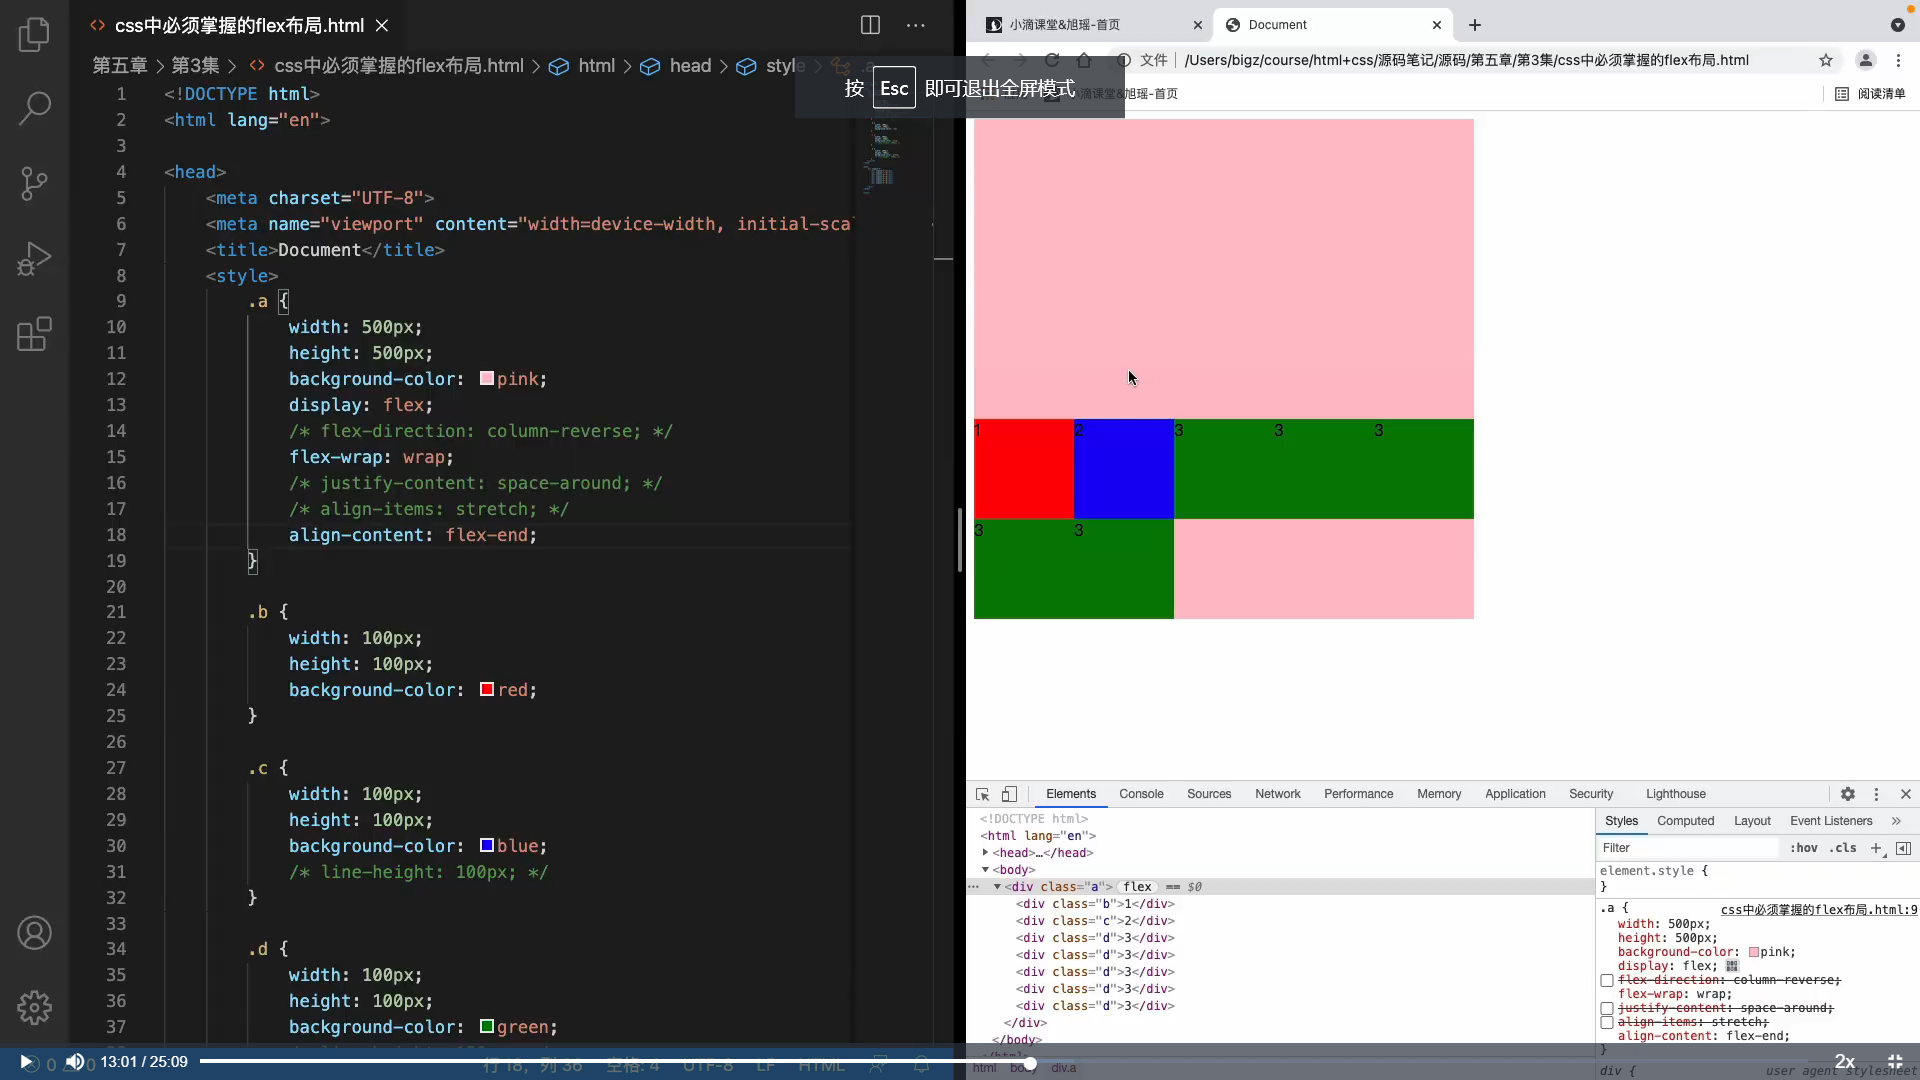 css中必须掌握的flex布局.html
第五章 > 第3集 > css中必须掌握的flex布局.html > html > head > style > .a
1 <!DOCTYPE html>
2 <html lang="en">
3
4 <head>
5 <meta charset="UTF-8">
6 <meta name="viewport" content="width=device-width, initial-sca
7 <title>Document</title>
8 <style>
9 .a {
10 width: 500px;
11 height: 500px;
12 background-color: pink;
13 display: flex;
14 /* flex-direction: column-reverse; */
15 flex-wrap: wrap;
16 /* justify-content: space-around; */
17 /* align-items: stretch; */
18 align-content: flex-end;
19 }
20
21 .b {
22 width: 100px;
23 height: 100px;
24 background-color: red;
25 }
26
27 .c {
28 width: 100px;
29 height: 100px;
30 background-color: blue;
31 /* line-height: 100px; */
32 }
33
34 .d {
35 width: 100px;
36 height: 100px;
37 background-color: green;
0 0 行 18，列 36 空格: 4 UTF-8 LF HTML
13:01 / 25:09
按 Esc 即可退出全屏模式
小滴课堂&旭瑶-首页
Document
文件 /Users/bigz/course/html+css/源码笔记/源码/第五章/第3集/css中必须掌握的flex布局.html
小滴课堂&旭瑶-首页
阅读清单
1 2 3 3 3
3 3
Elements Console Sources Network Performance Memory Application Security Lighthouse
<!DOCTYPE html>
<html lang="en">
<head>…</head>
<body>
<div class="a"> flex == $0
<div class="b">1</div>
<div class="c">2</div>
<div class="d">3</div>
<div class="d">3</div>
<div class="d">3</div>
<div class="d">3</div>
<div class="d">3</div>
</div>
</body>
</html>
html body div.a
Styles Computed Layout Event Listeners »
Filter :hov .cls +
element.style {
}
.a { css中必须掌握的flex布局.html:9
width: 500px;
height: 500px;
background-color: pink;
display: flex;
flex-direction: column-reverse;
flex-wrap: wrap;
justify-content: space-around;
align-items: stretch;
align-content: flex-end;
}
div { user agent stylesheet
2x